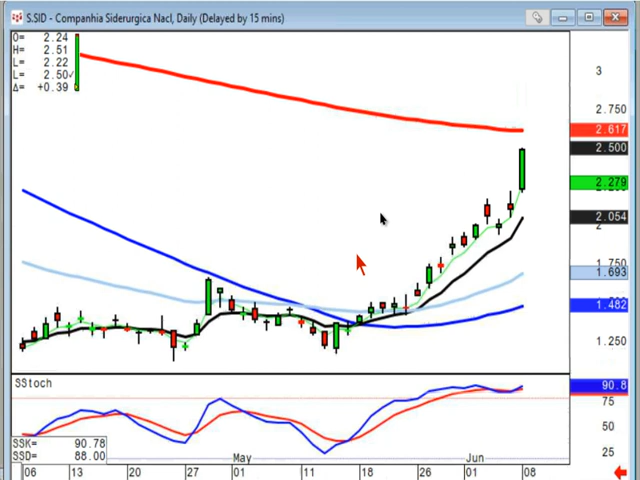 S.SID - Companhia Siderurgica Nacl, Daily (Delayed by 15 mins)
O= 2.24
H= 2.51
L= 2.22
L= 2.50✓
Δ= +0.39
3
2.750
2.617
2.500
2.279
2.054
2
1.750
1.693
1.482
1.250
SStoch
90.8
75
50
25
SSK= 90.78
SSD= 88.00
May
Jun
06 13 20 27 01 11 18 26 01 08